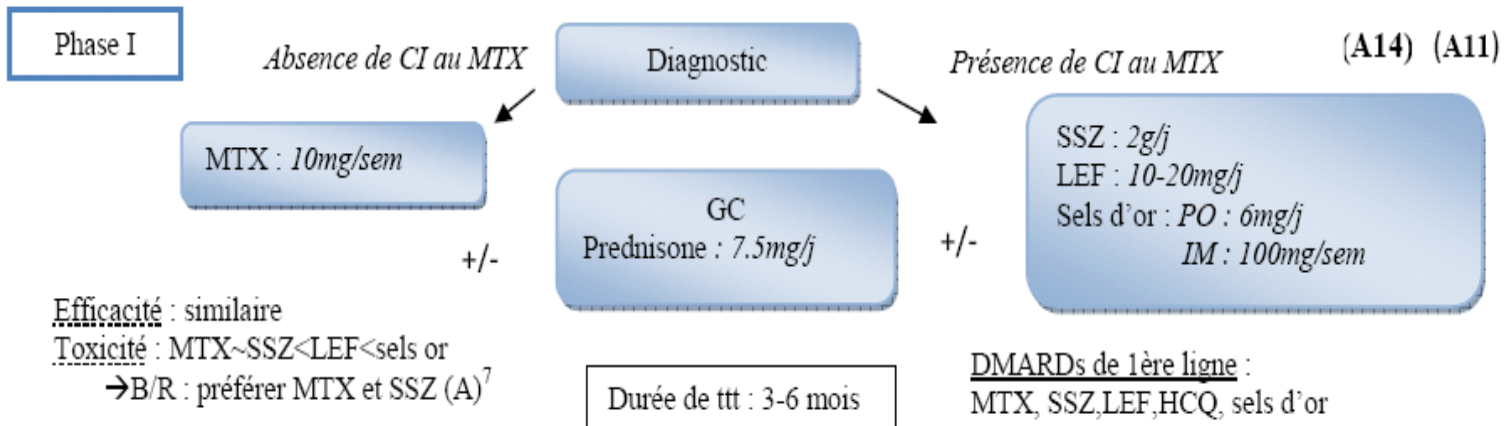 Phase I
Absence de CI au MTX
Diagnostic
Présence de CI au MTX
(A14) (A11)
MTX : 10mg/sem
GC
Prednisone : 7.5mg/j
SSZ : 2g/j
LEF : 10-20mg/j
Sels d’or : PO : 6mg/j
IM : 100mg/sem
+/-
+/-
Efficacité : similaire
Toxicité : MTX~SSZ<LEF<sels or
→B/R : préférer MTX et SSZ (A)⁷
Durée de ttt : 3-6 mois
DMARDs de 1ère ligne :
MTX, SSZ,LEF,HCQ, sels d’or